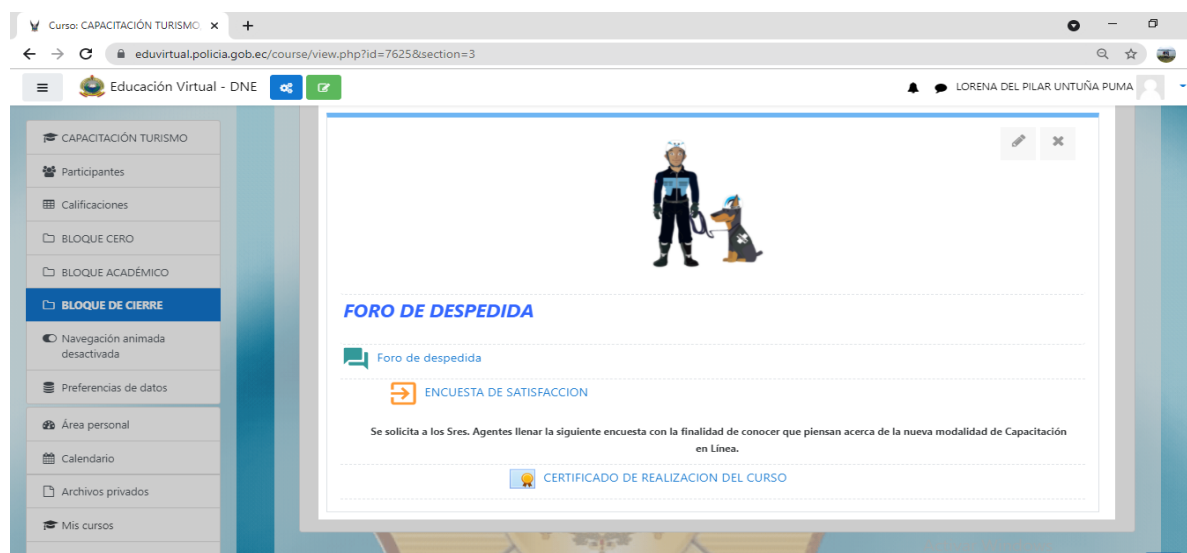 Curso: CAPACITACIÓN TURISMO,
eduvirtual.policia.gob.ec/course/view.php?id=7625&section=3
Educación Virtual - DNE
LORENA DEL PILAR UNTUÑA PUMA
CAPACITACIÓN TURISMO
Participantes
Calificaciones
BLOQUE CERO
BLOQUE ACADÉMICO
BLOQUE DE CIERRE
Navegación animada
desactivada
Preferencias de datos
Área personal
Calendario
Archivos privados
Mis cursos
FORO DE DESPEDIDA
Foro de despedida
ENCUESTA DE SATISFACCION
Se solicita a los Sres. Agentes llenar la siguiente encuesta con la finalidad de conocer que piensan acerca de la nueva modalidad de Capacitación
en Línea.
CERTIFICADO DE REALIZACION DEL CURSO